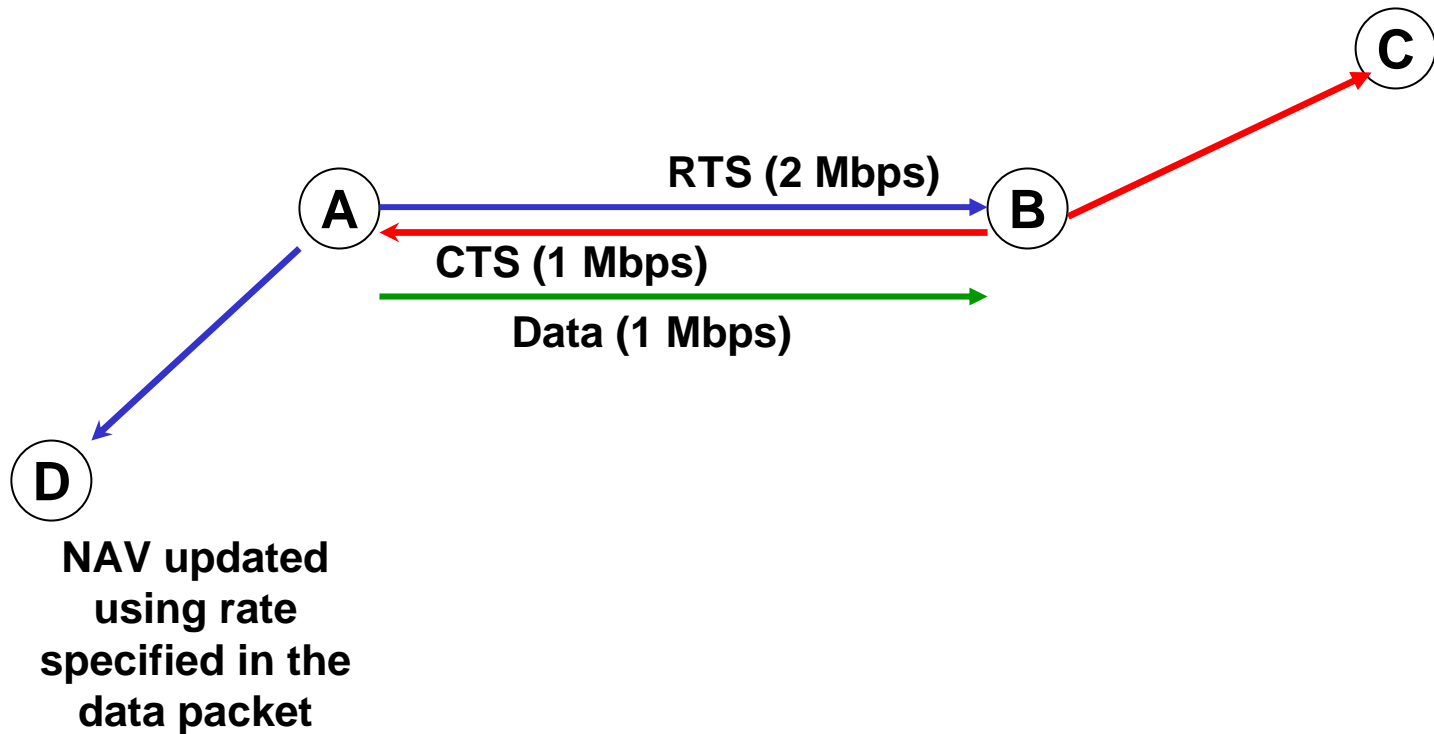 C
RTS (2 Mbps)
A
B
CTS (1 Mbps)
Data (1 Mbps)
D
NAV updated
using rate
specified in the
data packet